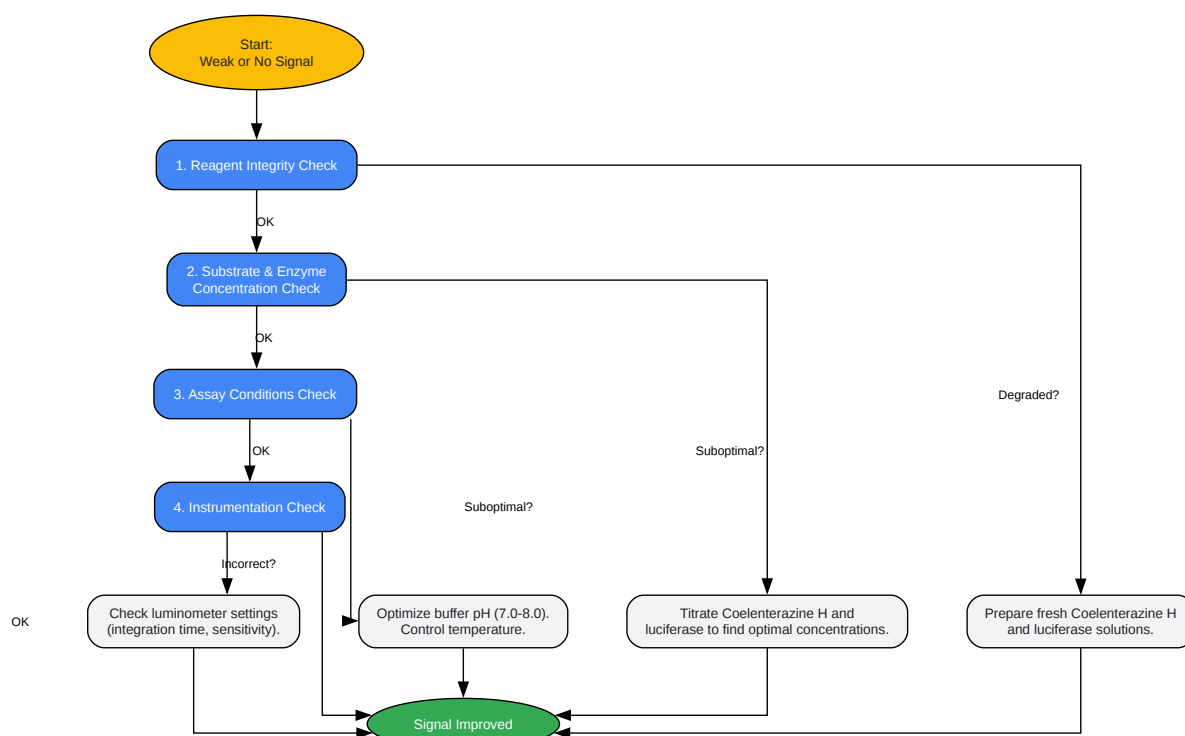 Start:
Weak or No Signal
1. Reagent Integrity Check
OK
2. Substrate & Enzyme
Concentration Check
OK
3. Assay Conditions Check
Degraded?
OK
Suboptimal?
4. Instrumentation Check
Suboptimal?
Incorrect?
Check luminometer settings
(integration time, sensitivity).
Optimize buffer pH (7.0-8.0).
Control temperature.
Titrate Coelenterazine H and
luciferase to find optimal concentrations.
Prepare fresh Coelenterazine H
and luciferase solutions.
OK
Signal Improved